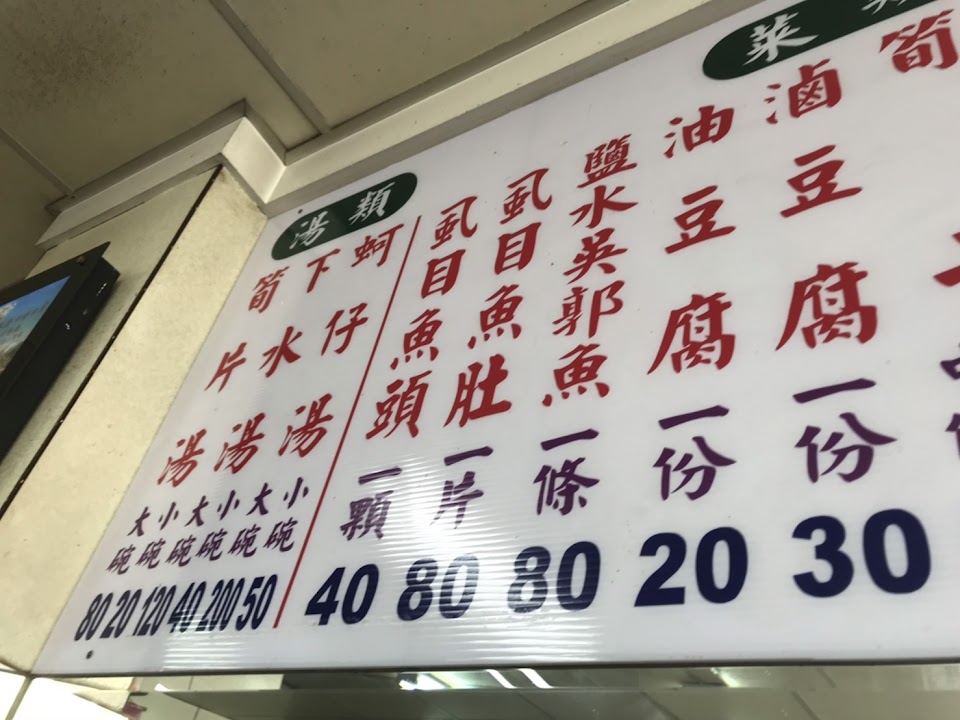 菜
筍
滷豆腐 一份 30
油豆腐 一份 20
鹽水吳郭魚 一條 80
虱目魚肚 一片 80
虱目魚頭 一顆 40
湯類
蚵仔湯 小碗 50 大碗 200
下水湯 小碗 40 大碗 120
筍片湯 小碗 20 大碗 80